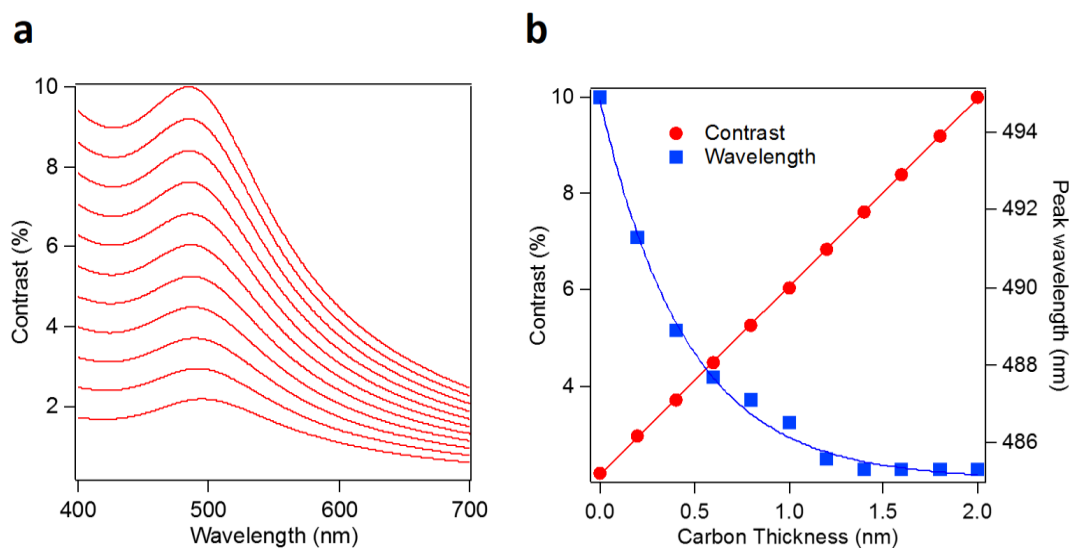 a
10
8
6
4
2
Contrast (%)
400 500 600 700
Wavelength (nm)
b
10
8
6
4
Contrast (%)
Contrast
Wavelength
494
492
490
488
486
Peak wavelength (nm)
0.0 0.5 1.0 1.5 2.0
Carbon Thickness (nm)